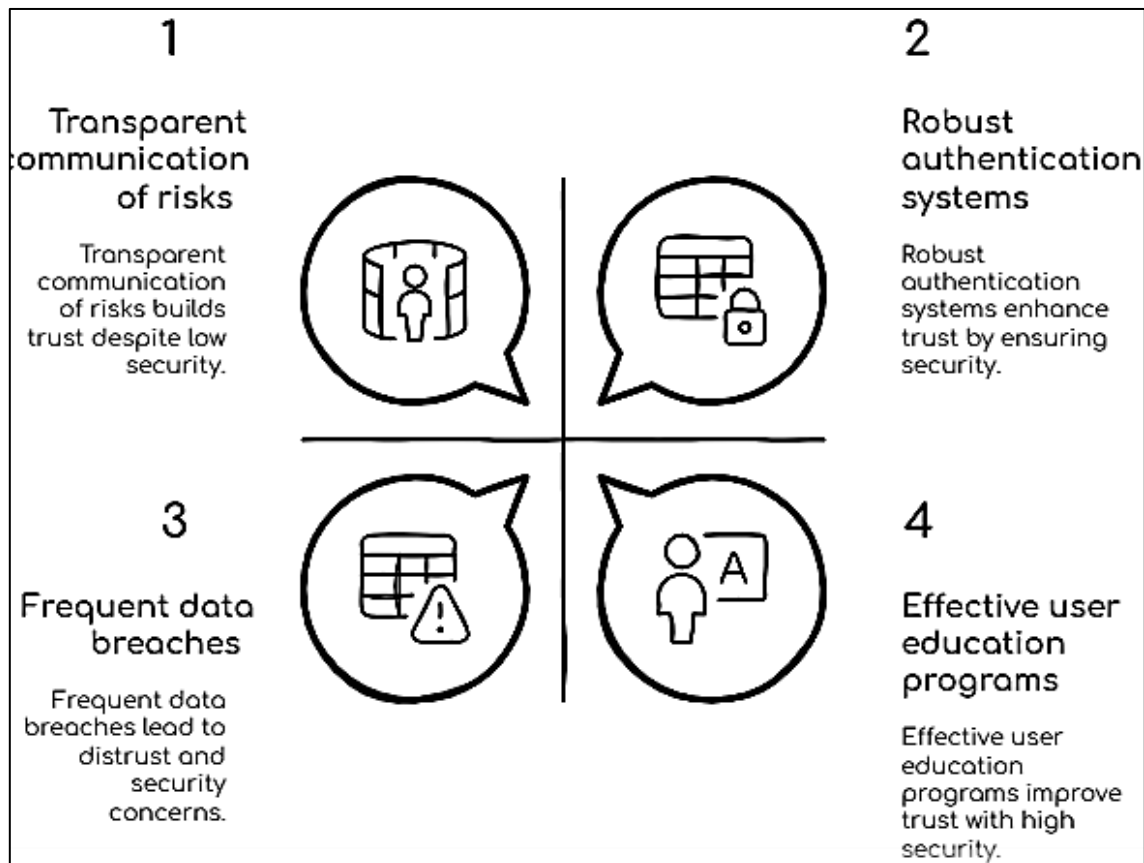 1
Transparent
communication
of risks
Transparent
communication
of risks builds
trust despite low
security.
2
Robust
authentication
systems
Robust
authentication
systems enhance
trust by ensuring
security.
3
Frequent data
breaches
Frequent data
breaches lead to
distrust and
security
concerns.
A
4
Effective user
education
programs
Effective user
education
programs improve
trust with high
security.